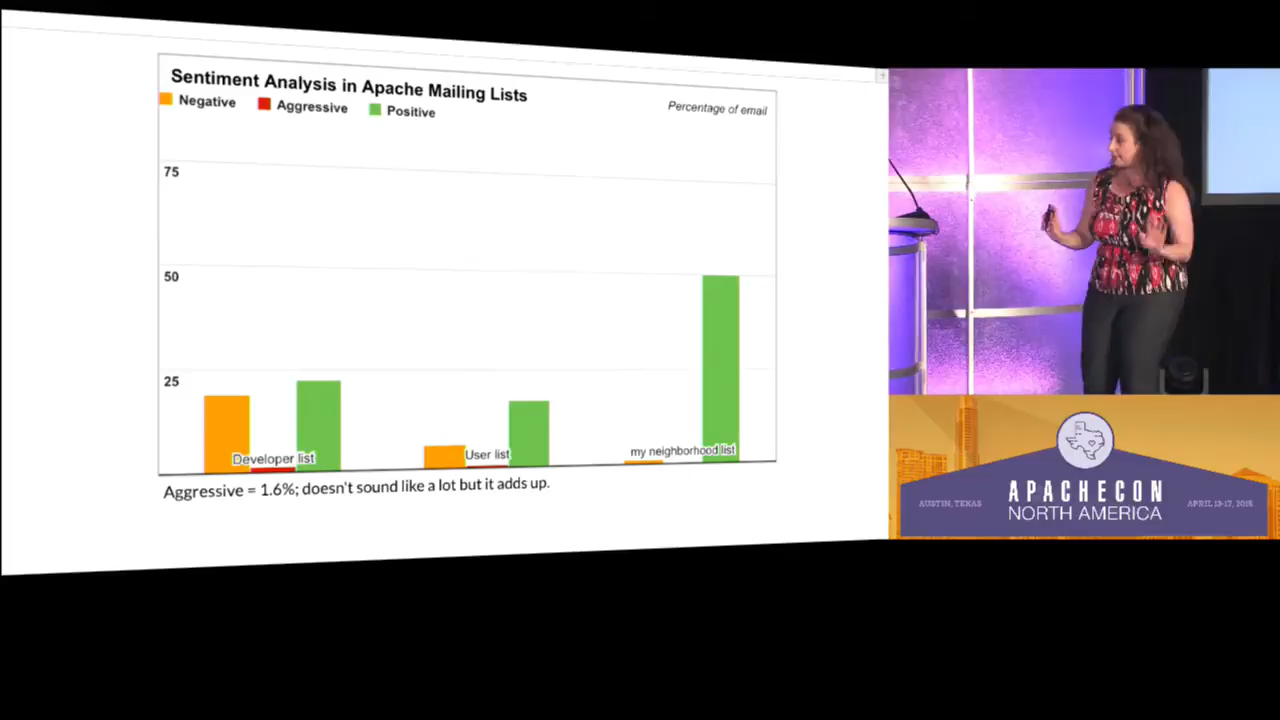 Sentiment Analysis in Apache Mailing Lists
Negative Aggressive Positive
Percentage of email
75
50
25
Developer list
User list
my neighborhood list
Aggressive = 1.6%; doesn't sound like a lot but it adds up.
AUSTIN, TEXAS
APACHECON
NORTH AMERICA
APRIL 13-17, 2015